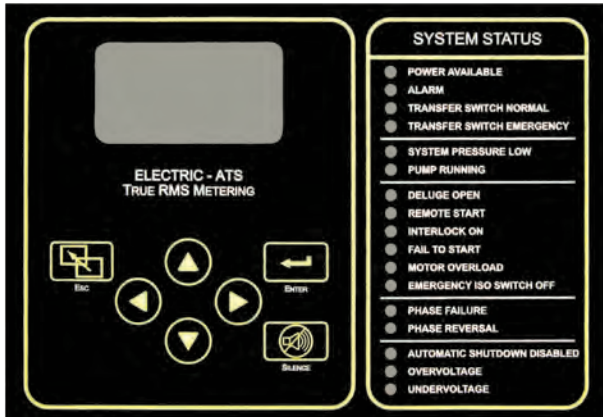 ELECTRIC - ATS
TRUE RMS METERING
ESC
ENTER
SILENCE
SYSTEM STATUS
POWER AVAILABLE
ALARM
TRANSFER SWITCH NORMAL
TRANSFER SWITCH EMERGENCY
SYSTEM PRESSURE LOW
PUMP RUNNING
DELUGE OPEN
REMOTE START
INTERLOCK ON
FAIL TO START
MOTOR OVERLOAD
EMERGENCY ISO SWITCH OFF
PHASE FAILURE
PHASE REVERSAL
AUTOMATIC SHUTDOWN DISABLED
OVERVOLTAGE
UNDERVOLTAGE